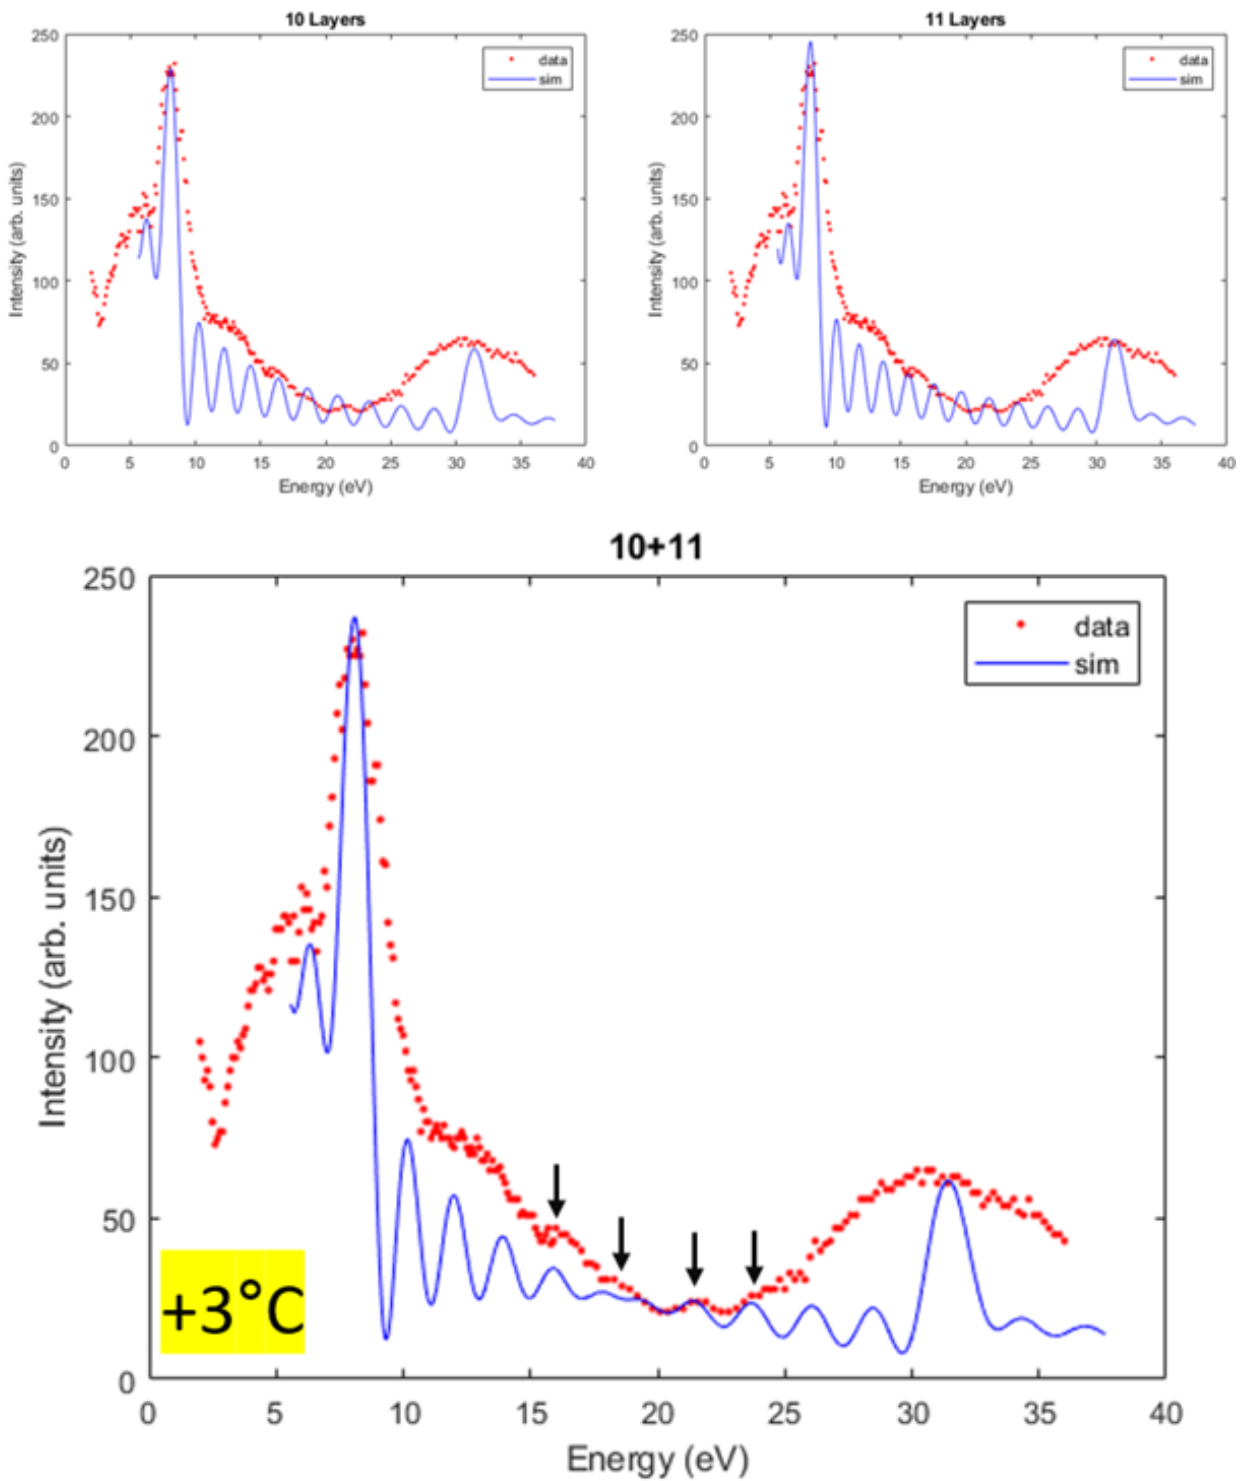 10 Layers
250
200
150
100
50
0
0 5 10 15 20 25 30 35 40
Intensity (arb. units)
Energy (eV)
data
sim
11 Layers
250
200
150
100
50
0
0 5 10 15 20 25 30 35 40
Intensity (arb. units)
Energy (eV)
data
sim
10+11
250
200
150
100
50
0
0 5 10 15 20 25 30 35 40
Intensity (arb. units)
Energy (eV)
data
sim
+3°C